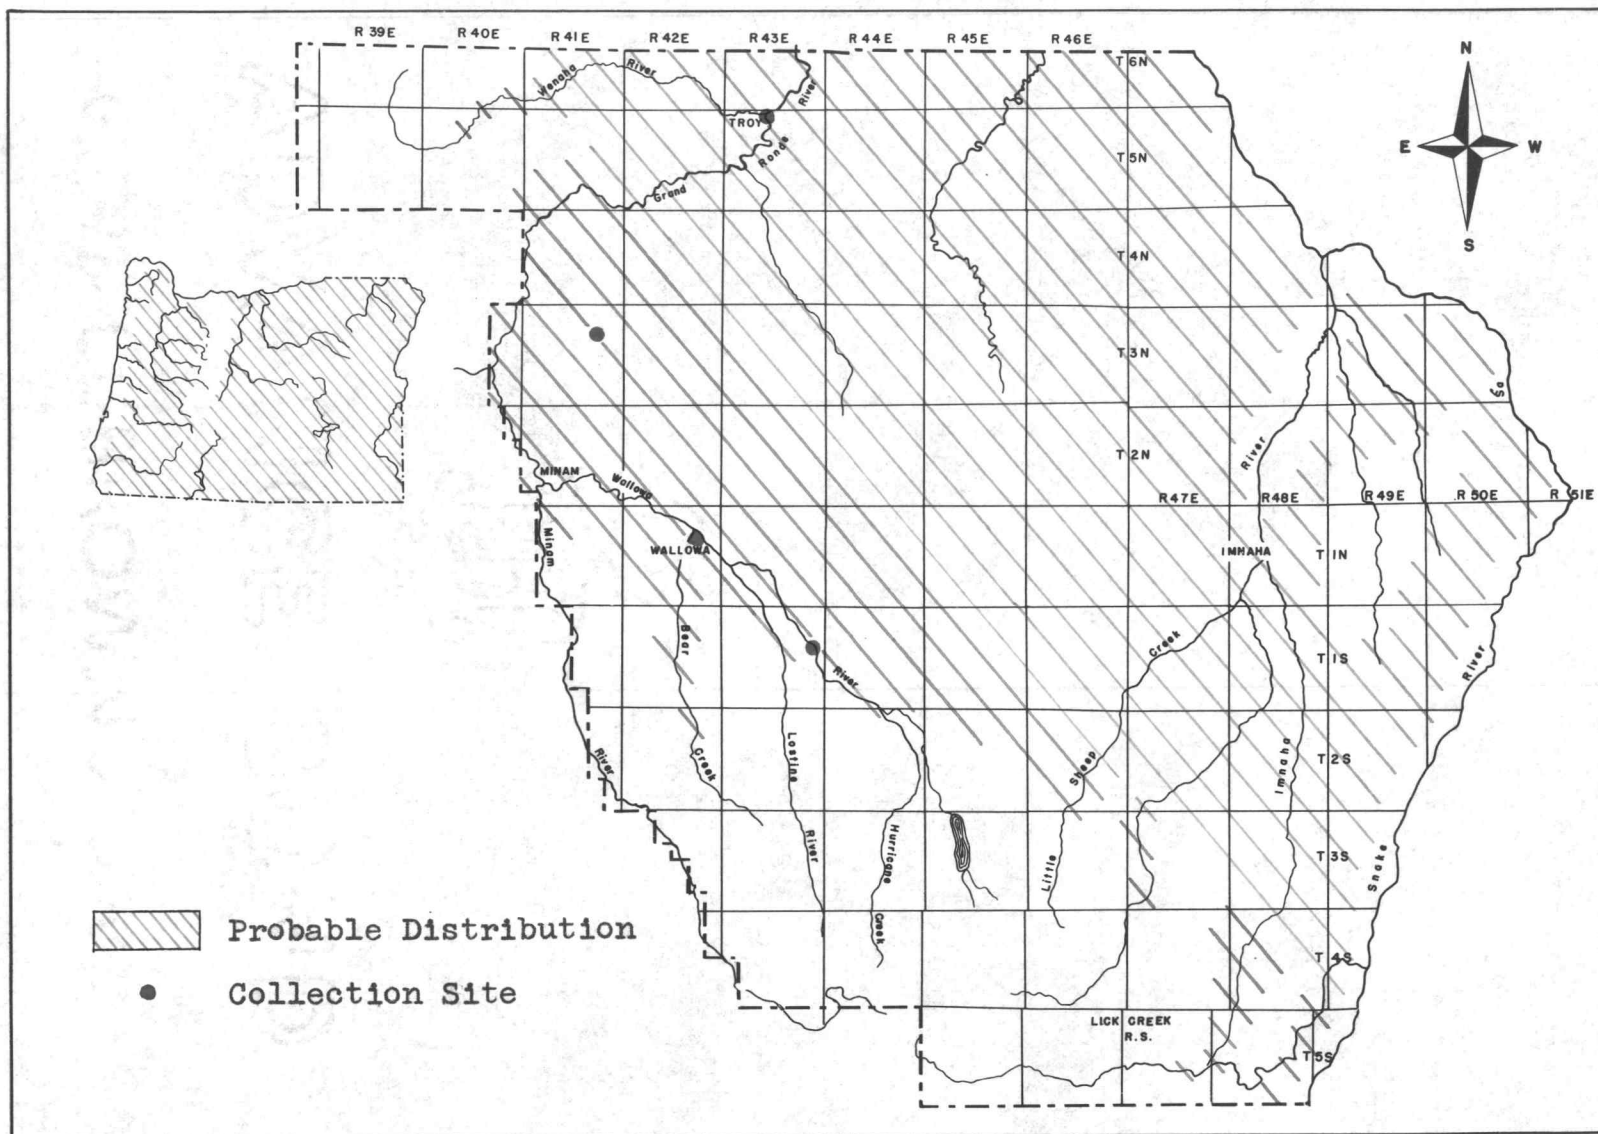 R 39E R 40E R 41E R 42E R 43E R 44E R 45E R 46E
T 6N
N
E W
S
Wenaha River
River
TROY
Ronde
Grand
T 5N
T 4N
T 3N
Sa
T 2N
River
MINAM
Wallowa
R 47E R 48E R 49E R 50E R 51E
Minam
WALLOWA
IMNAHA
T 1N
Bear
Creek
T 1S
River
River
River
Creek
Lostine
Sheep
Imnaha
T 2S
River
Hurricane
Little
T 3S
Snake
Creek
T 4S
Probable Distribution
Collection Site
LICK CREEK
R.S.
T 5S